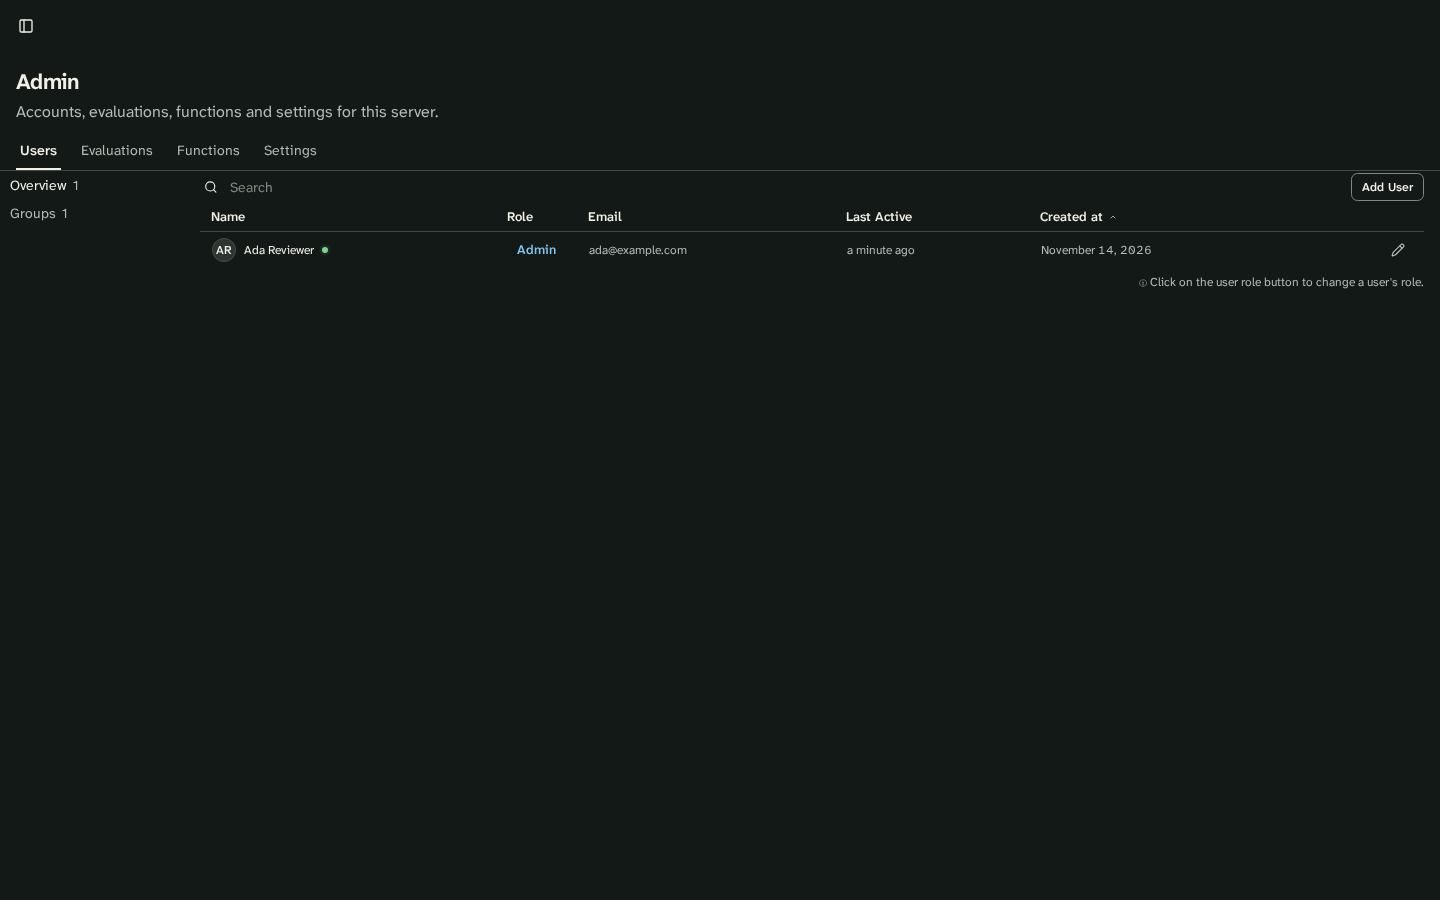 Admin
Accounts, evaluations, functions and settings for this server.
Users Evaluations Functions Settings
Overview 1
Groups 1
Search
Add User
Name Role Email Last Active Created at
AR Ada Reviewer Admin ada@example.com a minute ago November 14, 2026
Click on the user role button to change a user's role.